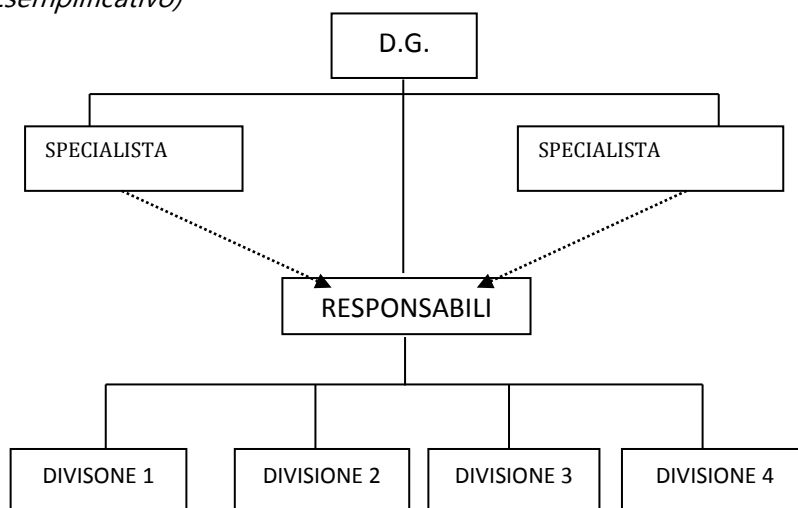 Esemplificativo)
D.G.
SPECIALISTA
SPECIALISTA
RESPONSABILI
DIVISONE 1
DIVISIONE 2
DIVISIONE 3
DIVISIONE 4